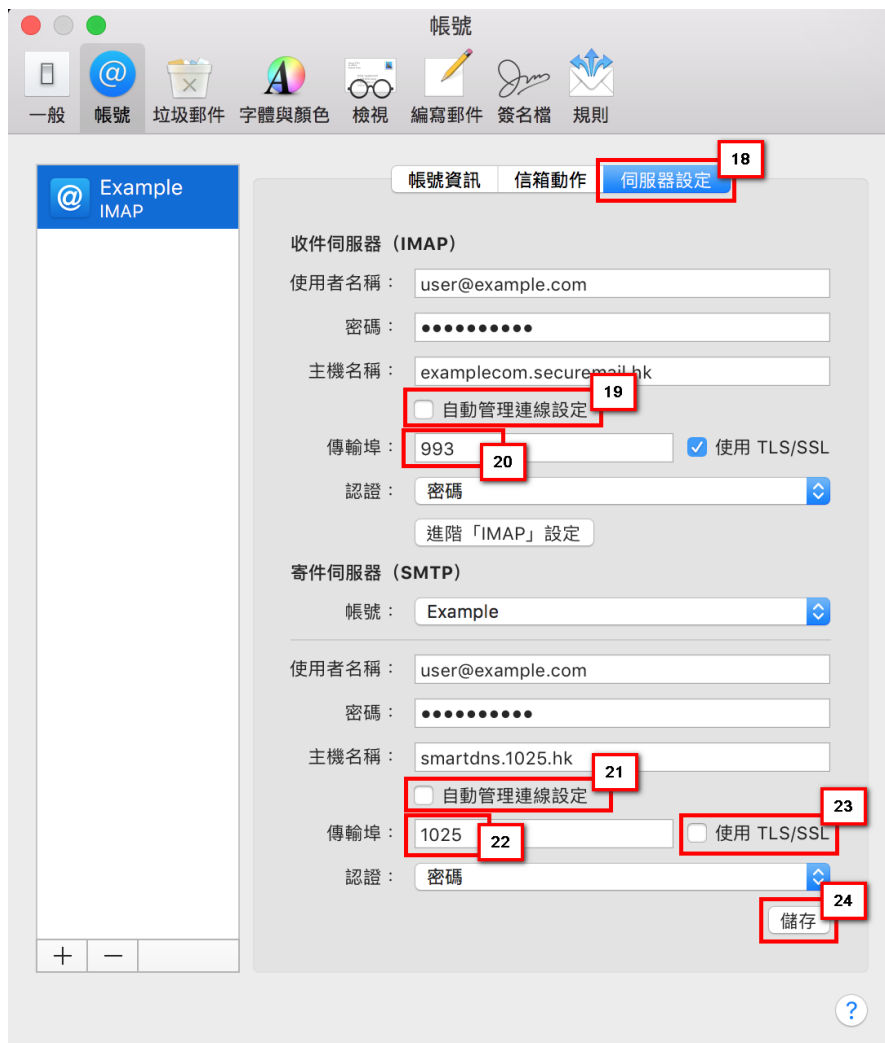 帳號
一般 帳號 垃圾郵件 字體與顏色 檢視 編寫郵件 簽名檔 規則
18
帳號資訊 信箱動作 伺服器設定
Example
IMAP
收件伺服器（IMAP）
使用者名稱： user@example.com
密碼： ●●●●●●●●●●
主機名稱： examplecom.securemail.hk
19
自動管理連線設定
傳輸埠： 993 使用 TLS/SSL
20
認證： 密碼
進階「IMAP」設定
寄件伺服器（SMTP）
帳號： Example
使用者名稱： user@example.com
密碼： ●●●●●●●●●●
主機名稱： smartdns.1025.hk
21
自動管理連線設定
23
傳輸埠： 1025 使用 TLS/SSL
22
認證： 密碼
24
儲存
+ −
?